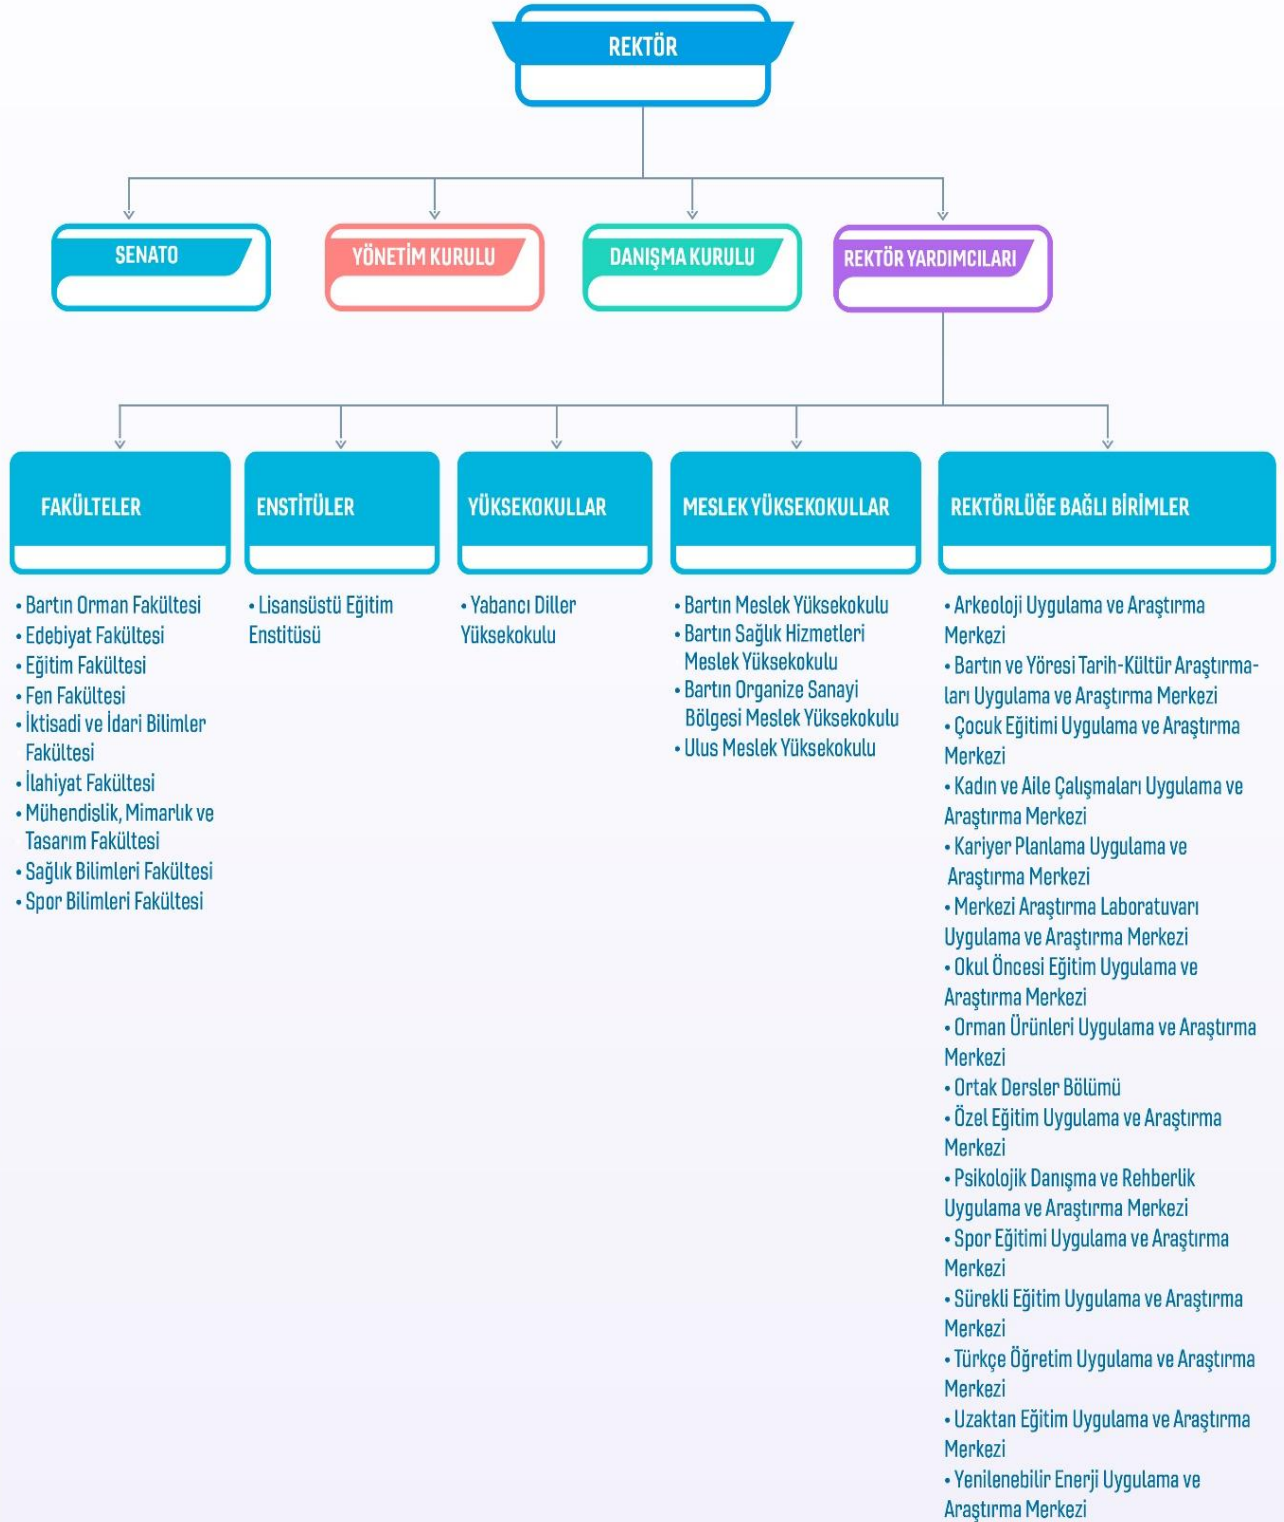 REKTÖR
SENATO
YÖNETİM KURULU
DANIŞMA KURULU
REKTÖR YARDIMCILARI
FAKÜLTELER
ENSTİTÜLER
YÜKSEKOKULLAR
MESLEK YÜKSEKOKULLAR
REKTÖRLÜĞE BAĞLI BİRİMLER
• Bartın Orman Fakültesi
• Edebiyat Fakültesi
• Eğitim Fakültesi
• Fen Fakültesi
• İktisadi ve İdari Bilimler
Fakültesi
• İlahiyat Fakültesi
• Mühendislik, Mimarlık ve
Tasarım Fakültesi
• Sağlık Bilimleri Fakültesi
• Spor Bilimleri Fakültesi
• Lisansüstü Eğitim
Enstitüsü
• Yabancı Diller
Yüksekokulu
• Bartın Meslek Yüksekokulu
• Bartın Sağlık Hizmetleri
Meslek Yüksekokulu
• Bartın Organize Sanayi
Bölgesi Meslek Yüksekokulu
• Ulus Meslek Yüksekokulu
• Arkeoloji Uygulama ve Araştırma
Merkezi
• Bartın ve Yöresi Tarih-Kültür Araştırma-
ları Uygulama ve Araştırma Merkezi
• Çocuk Eğitimi Uygulama ve Araştırma
Merkezi
• Kadın ve Aile Çalışmaları Uygulama ve
Araştırma Merkezi
• Kariyer Planlama Uygulama ve
Araştırma Merkezi
• Merkezi Araştırma Laboratuvarı
Uygulama ve Araştırma Merkezi
• Okul Öncesi Eğitim Uygulama ve
Araştırma Merkezi
• Orman Ürünleri Uygulama ve Araştırma
Merkezi
• Ortak Dersler Bölümü
• Özel Eğitim Uygulama ve Araştırma
Merkezi
• Psikolojik Danışma ve Rehberlik
Uygulama ve Araştırma Merkezi
• Spor Eğitimi Uygulama ve Araştırma
Merkezi
• Sürekli Eğitim Uygulama ve Araştırma
Merkezi
• Türkçe Öğretim Uygulama ve Araştırma
Merkezi
• Uzaktan Eğitim Uygulama ve Araştırma
Merkezi
• Yenilenebilir Enerji Uygulama ve
Araştırma Merkezi